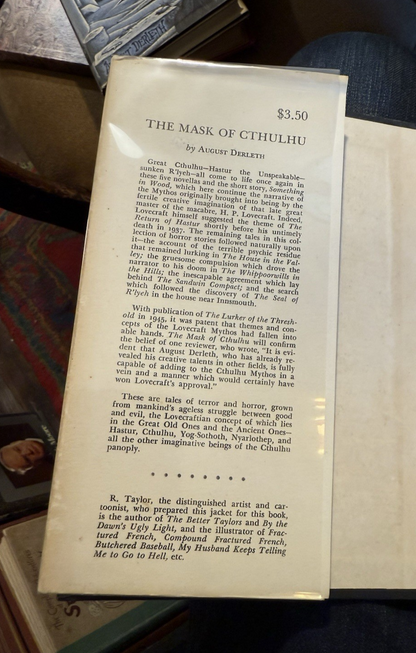 $3.50
THE MASK OF CTHULHU
by AUGUST DERLETH
Great Cthulhu—Hastur the Unspeakable—
sunken R'lyeh—all come to life once again in
these five novellas and the short story, Something
in Wood, which here continue the narrative of
the Mythos originally brought into being by the
fertile creative imagination of that late great
master of the macabre, H. P. Lovecraft. Indeed,
Lovecraft himself suggested the theme of The
Return of Hastur shortly before his untimely
death in 1937. The remaining tales in this col-
lection of horror stories followed naturally upon
it—the account of the terrible psychic residue
that remained lurking in The House in the Val-
ley; the gruesome compulsion which drove the
narrator to his doom in The Whippoorwills in
the Hills; the inescapable agreement which lay
behind The Sandwin Compact; and the search
which followed the discovery of The Seal of
R'lyeh in the house near Innsmouth.
With publication of The Lurker of the Thresh-
old in 1945, it was patent that themes and con-
cepts of the Lovecraft Mythos had fallen into
able hands. The Mask of Cthulhu will confirm
the belief of one reviewer, who wrote, "It is evi-
dent that August Derleth, who has already re-
vealed his creative talents in other fields, is fully
capable of adding to the Cthulhu Mythos in a
vein and a manner which would certainly have
won Lovecraft's approval."
These are tales of terror and horror, grown
from mankind's ageless struggle between good
and evil, the Lovecraftian concept of which lies
in the Great Old Ones and the Ancient Ones—
Hastur, Cthulhu, Yog-Sothoth, Nyarlothep, and
all the other imaginative beings of the Cthulhu
panoply.
* * * * * * * *
R. Taylor, the distinguished artist and car-
toonist, who prepared this jacket for this book,
is the author of The Better Taylors and By the
Dawn's Ugly Light, and the illustrator of Frac-
tured French, Compound Fractured French,
Butchered Baseball, My Husband Keeps Telling
Me to Go to Hell, etc.